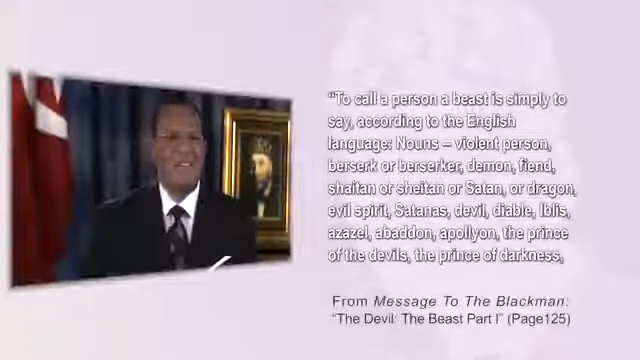 “To call a person a beast is simply to
say, according to the English
language: Nouns – violent person,
berserk or berserker, demon, fiend,
shaitan or sheitan or Satan, or dragon,
evil spirit, Satanas, devil, diable, Iblis,
azazel, abaddon, apollyon, the prince
of the devils, the prince of darkness,
From Message To The Blackman:
“The Devil: The Beast Part I” (Page125)